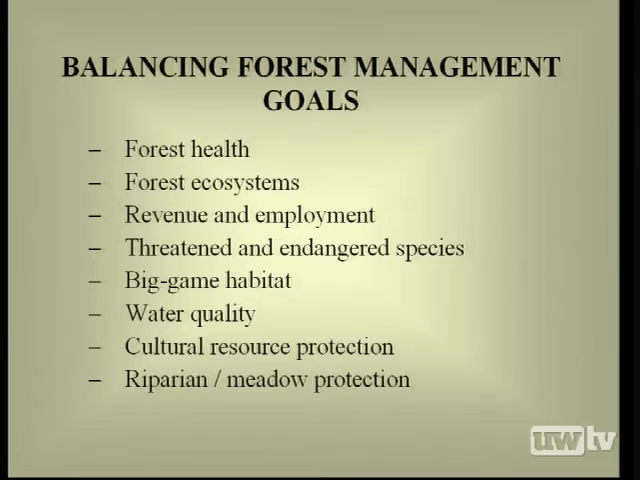 BALANCING FOREST MANAGEMENT
GOALS
– Forest health
– Forest ecosystems
– Revenue and employment
– Threatened and endangered species
– Big-game habitat
– Water quality
– Cultural resource protection
– Riparian / meadow protection
uwtv